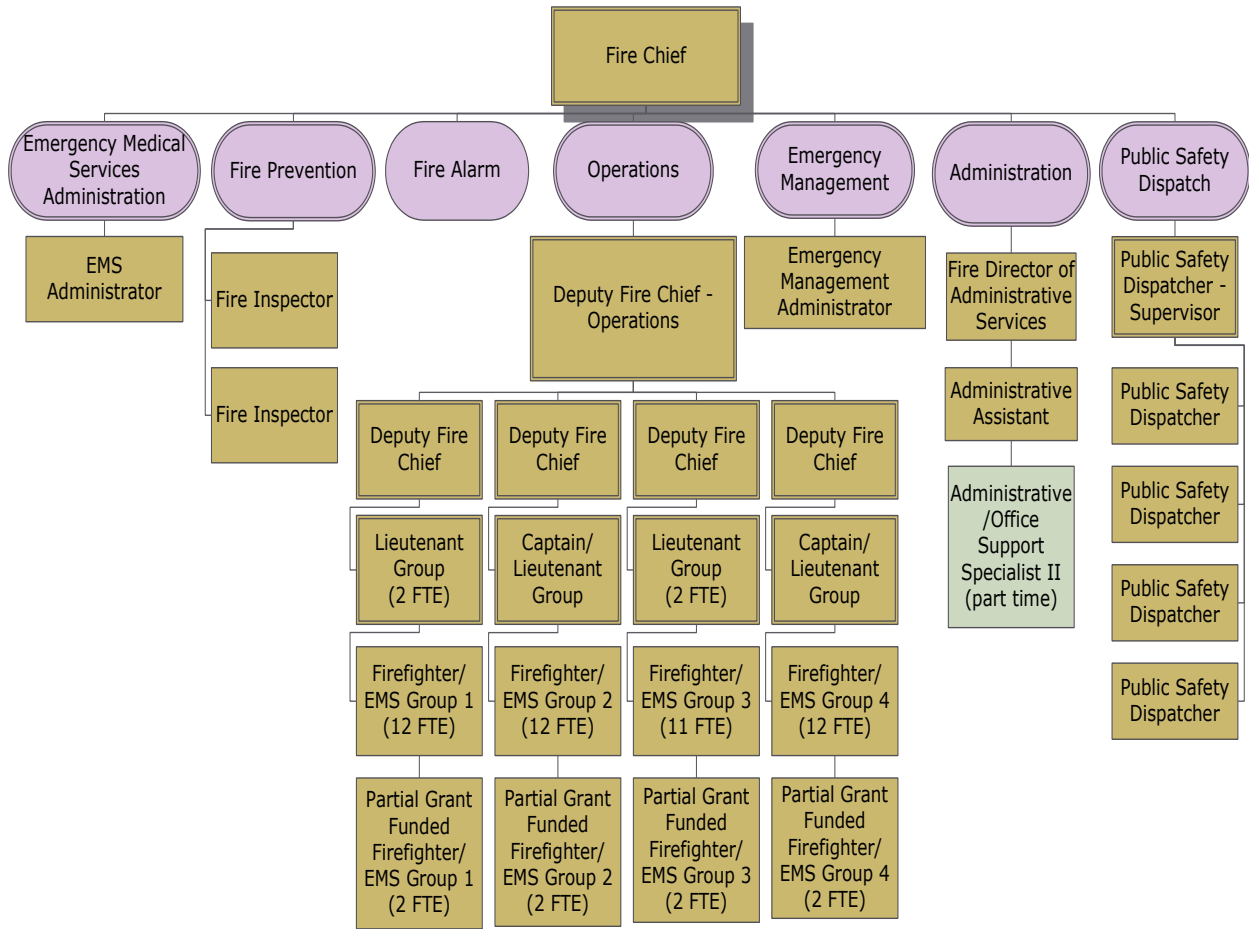 Fire Chief
Emergency Medical
Services
Administration
Fire Prevention
Fire Alarm
Operations
Emergency
Management
Administration
Public Safety
Dispatch
EMS
Administrator
Fire Inspector
Fire Inspector
Deputy Fire Chief -
Operations
Emergency
Management
Administrator
Fire Director of
Administrative
Services
Public Safety
Dispatcher -
Supervisor
Administrative
Assistant
Administrative
/Office
Support
Specialist II
(part time)
Public Safety
Dispatcher
Public Safety
Dispatcher
Public Safety
Dispatcher
Public Safety
Dispatcher
Deputy Fire
Chief
Deputy Fire
Chief
Deputy Fire
Chief
Deputy Fire
Chief
Lieutenant
Group
(2 FTE)
Captain/
Lieutenant
Group
Lieutenant
Group
(2 FTE)
Captain/
Lieutenant
Group
Firefighter/
EMS Group 1
(12 FTE)
Firefighter/
EMS Group 2
(12 FTE)
Firefighter/
EMS Group 3
(11 FTE)
Firefighter/
EMS Group 4
(12 FTE)
Partial Grant
Funded
Firefighter/
EMS Group 1
(2 FTE)
Partial Grant
Funded
Firefighter/
EMS Group 2
(2 FTE)
Partial Grant
Funded
Firefighter/
EMS Group 3
(2 FTE)
Partial Grant
Funded
Firefighter/
EMS Group 4
(2 FTE)